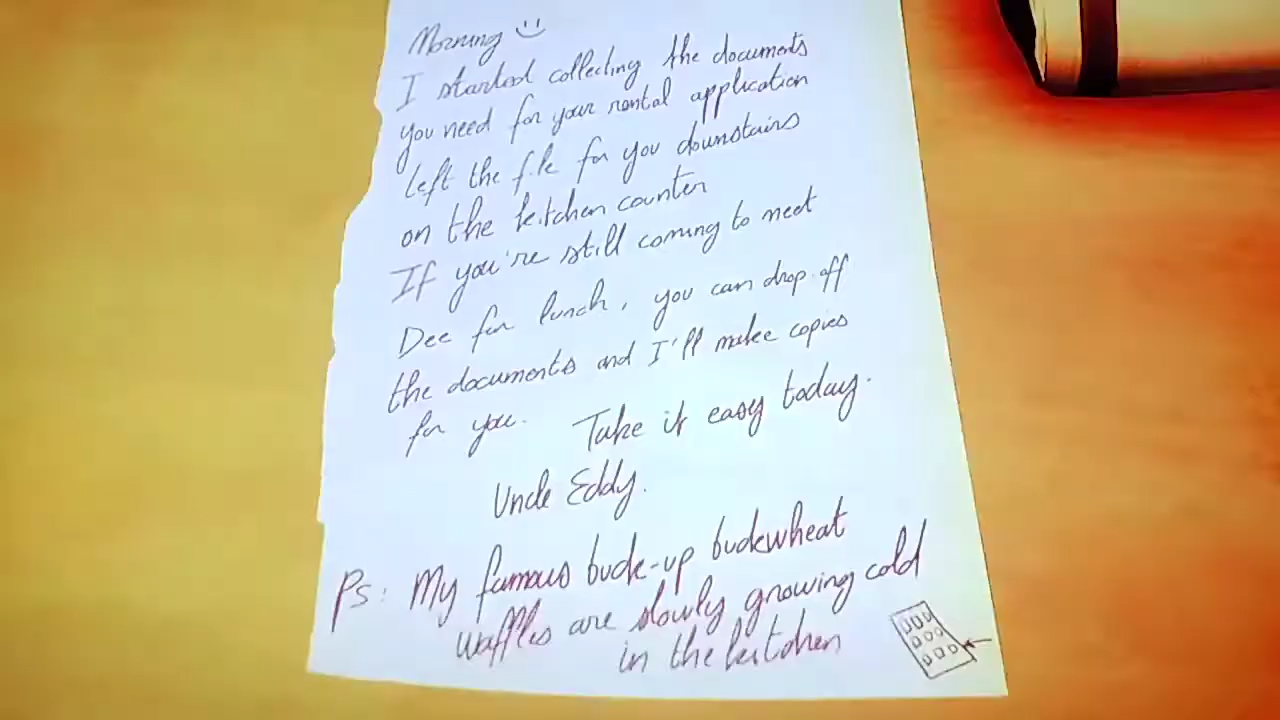 Morning
I started collecting the documents
you need for your rental application
left the file for you downstairs
on the kitchen counter
If you're still coming to meet
Dee for lunch, you can drop off
the documents and I'll make copies
for you. Take it easy today.
Uncle Eddy.
Ps: My famous buck-up buckwheat
waffles are slowly growing cold
in the kitchen